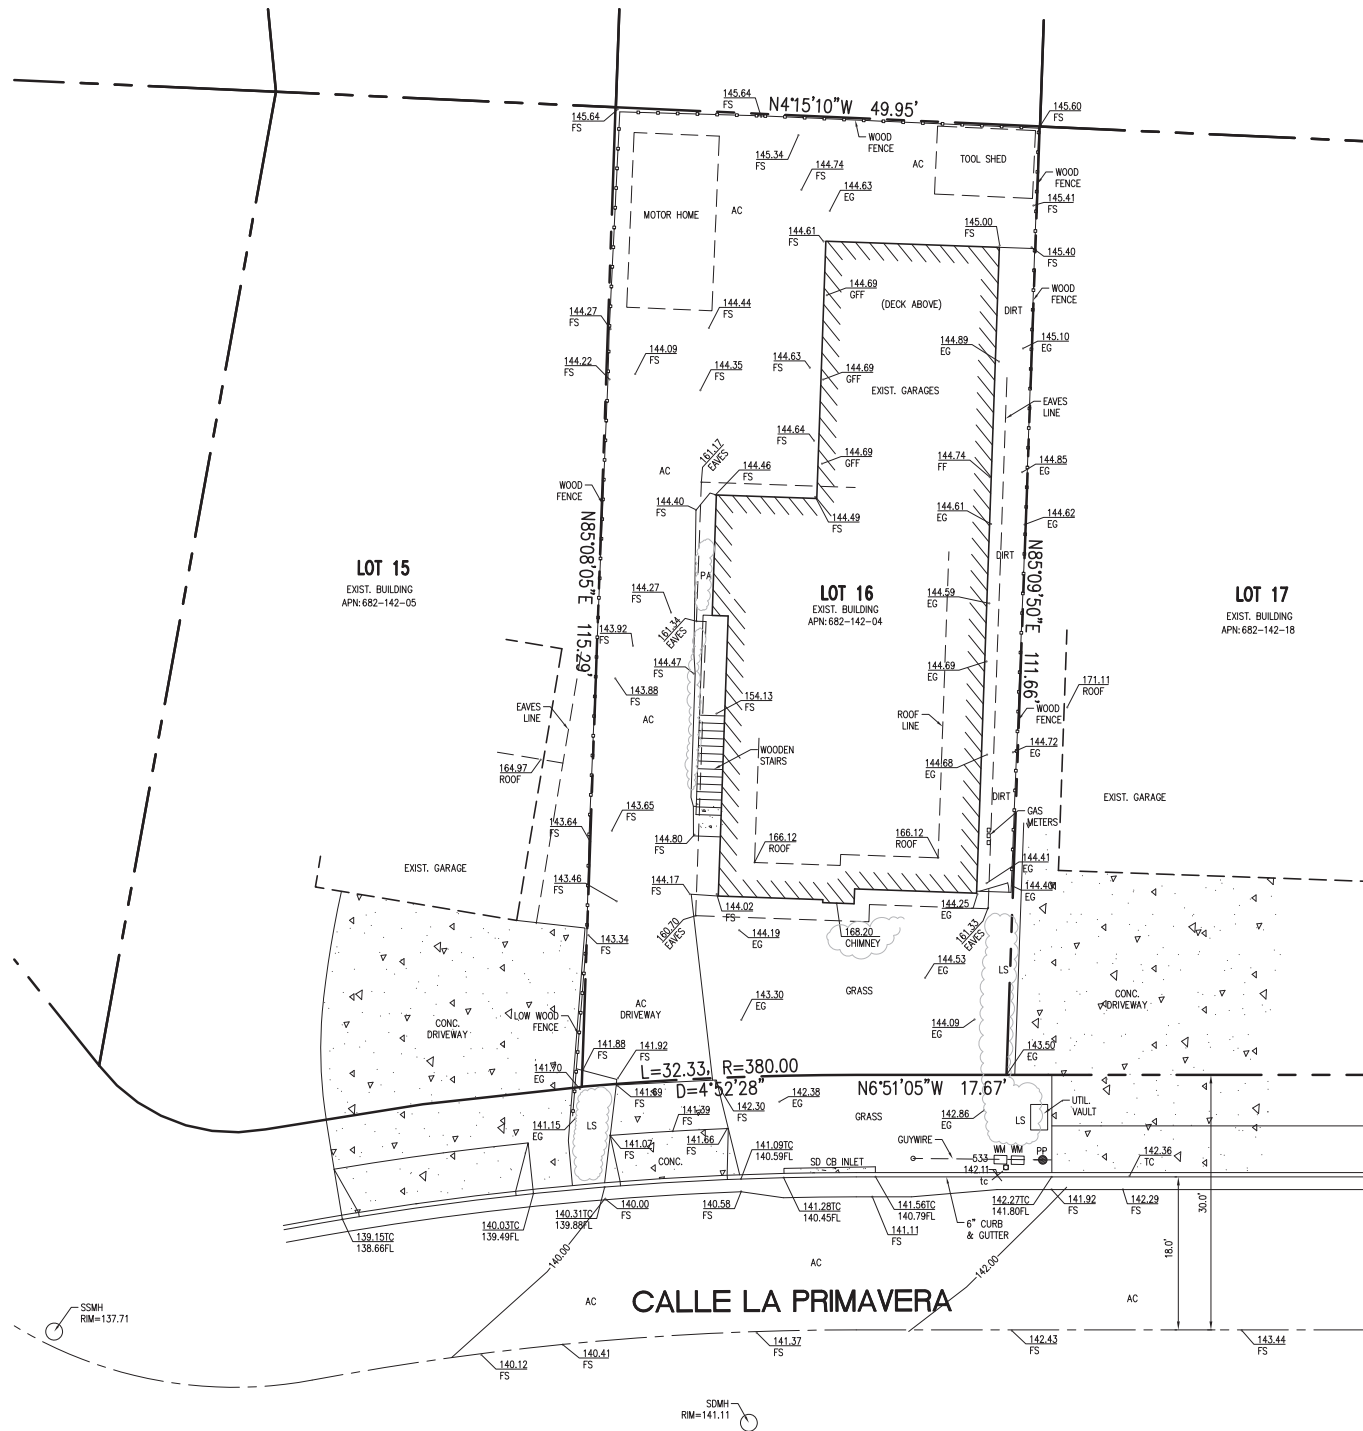 145.64
FS
N4°15'10"W 49.95'
145.60
FS
145.64
FS
WOOD
FENCE
145.34
FS
AC
TOOL SHED
144.74
FS
WOOD
FENCE
144.63
EG
145.41
FS
MOTOR HOME
AC
144.61
FS
145.00
FS
145.40
FS
144.69
GFF
(DECK ABOVE)
WOOD
FENCE
DIRT
144.27
FS
144.44
FS
144.89
EG
145.10
EG
144.09
FS
144.22
FS
144.35
FS
144.63
FS
144.69
GFF
EXIST. GARAGES
EAVES
LINE
144.64
FS
161.17
EAVES
144.46
FS
144.69
GFF
144.74
FF
144.85
EG
AC
WOOD
FENCE
144.40
FS
144.49
FS
144.61
EG
144.62
EG
N85°08'05"E 115.29'
N85°09'50"E 111.66'
DIRT
LOT 15
EXIST. BUILDING
APN:682-142-05
PA
LOT 16
EXIST. BUILDING
APN:682-142-04
144.59
EG
LOT 17
EXIST. BUILDING
APN:682-142-18
144.27
FS
161.34
EAVES
143.92
FS
144.47
FS
144.69
EG
143.88
FS
154.13
FS
171.11
ROOF
EAVES
LINE
AC
ROOF
LINE
WOOD
FENCE
WOODEN
STAIRS
144.72
EG
164.97
ROOF
144.68
EG
DIRT
EXIST. GARAGE
143.65
FS
GAS
METERS
143.64
FS
144.80
FS
166.12
ROOF
166.12
ROOF
EXIST. GARAGE
144.41
EG
143.46
FS
144.17
FS
144.40
EG
144.02
FS
144.25
EG
160.70
EAVES
144.19
EG
168.20
CHIMNEY
161.33
EAVES
143.34
FS
144.53
EG
LS
GRASS
CONC.
DRIVEWAY
143.30
EG
AC
DRIVEWAY
LOW WOOD
FENCE
CONC.
DRIVEWAY
144.09
EG
141.88
FS
141.92
FS
143.50
EG
141.70
EG
L=32.33, R=380.00
D=4°52'28"
N6°51'05"W 17.67'
141.69
FS
142.38
EG
141.39
FS
142.30
FS
GRASS
142.86
EG
LS
UTIL.
VAULT
141.15
EG
LS
141.07
FS
141.66
FS
GUYWIRE
141.09TC
140.59FL
WM WM PP
533
142.11
tc
142.36
TC
CONC.
SD CB INLET
139.15TC
138.66FL
140.03TC
139.49FL
140.31TC
139.88FL
140.00
FS
140.58
FS
141.28TC
140.45FL
141.56TC
140.79FL
142.27TC
141.80FL
141.92
FS
142.29
FS
30.0'
141.11
FS
6" CURB
& GUTTER
18.0'
140.00
142.00
AC
CALLE LA PRIMAVERA
AC
AC
SSMH
RIM=137.71
141.37
FS
142.43
FS
143.44
FS
140.41
FS
140.12
FS
SDMH
RIM=141.11